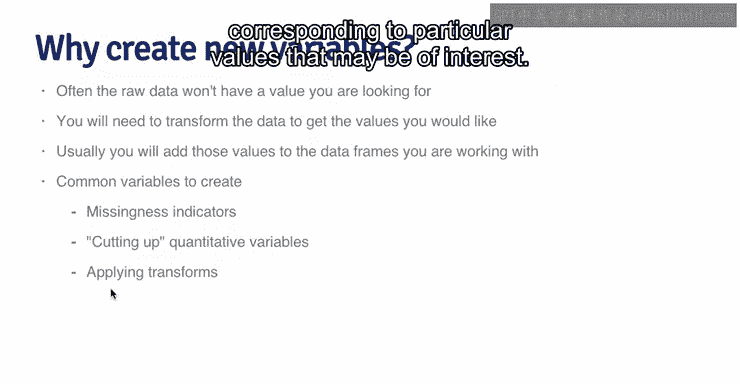 Why create new variables?
corresponding to particular
values that may be of interest.
· Often the raw data won't have a value you are looking for
· You will need to transform the data to get the values you would like
· Usually you will add those values to the data frames you are working with
· Common variables to create
- Missingness indicators
- "Cutting up" quantitative variables
- Applying transforms